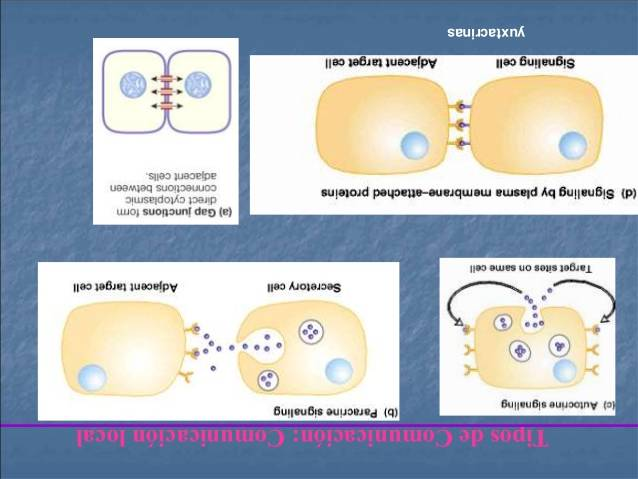 Tipos de Comunicación: Comunicación local
(c) Autocrine signaling
Target sites on same cell
(b) Paracrine signaling
Secretory cell
Adjacent target cell
(d) Signaling by plasma membrane–attached proteins
Signaling cell
Adjacent target cell
yuxtacrinas
(a) Gap junctions form
direct cytoplasmic
connections between
adjacent cells.